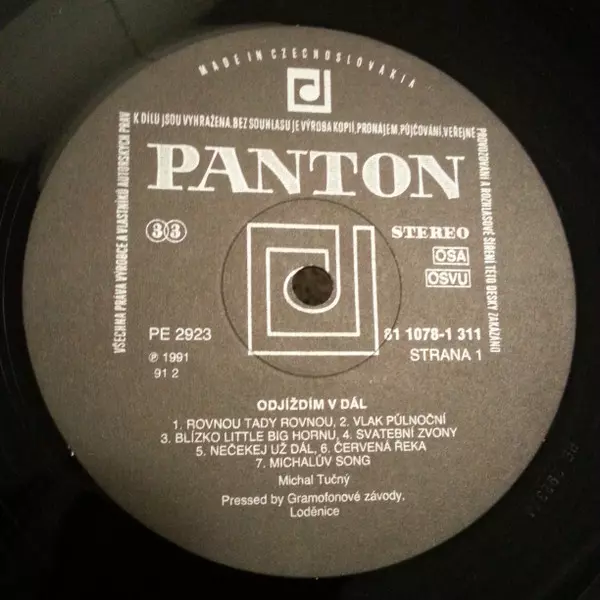 MADE IN CZECHOSLOVAKIA
VŠECHNA PRÁVA VÝROBCE A VLASTNÍKŮ AUTORSKÝCH PRÁV
K DÍLU JSOU VYHRAŽENA. BEZ SOUHLASU JE VÝROBA KOPIÍ, PRONÁJEM, PŮJČOVÁNÍ, VEŘEJNÉ
PROVOZOVÁNÍ A ROZHLASOVÉ ŠÍŘENÍ TÉTO DESKY ZAKÁZÁNO
PANTON
33
STEREO
OSA
OSVU
PE 2923
81 1078-1 311
℗ 1991
STRANA 1
91 2
ODJÍŽDÍM V DÁL
1. ROVNOU TADY ROVNOU, 2. VLAK PŮLNOČNÍ
3. BLÍZKO LITTLE BIG HORNU, 4. SVATEBNÍ ZVONY
5. NEČEKEJ UŽ DÁL, 6. ČERVENÁ ŘEKA
7. MICHALŮV SONG
Michal Tučný
Pressed by Gramofonové závody,
Loděnice